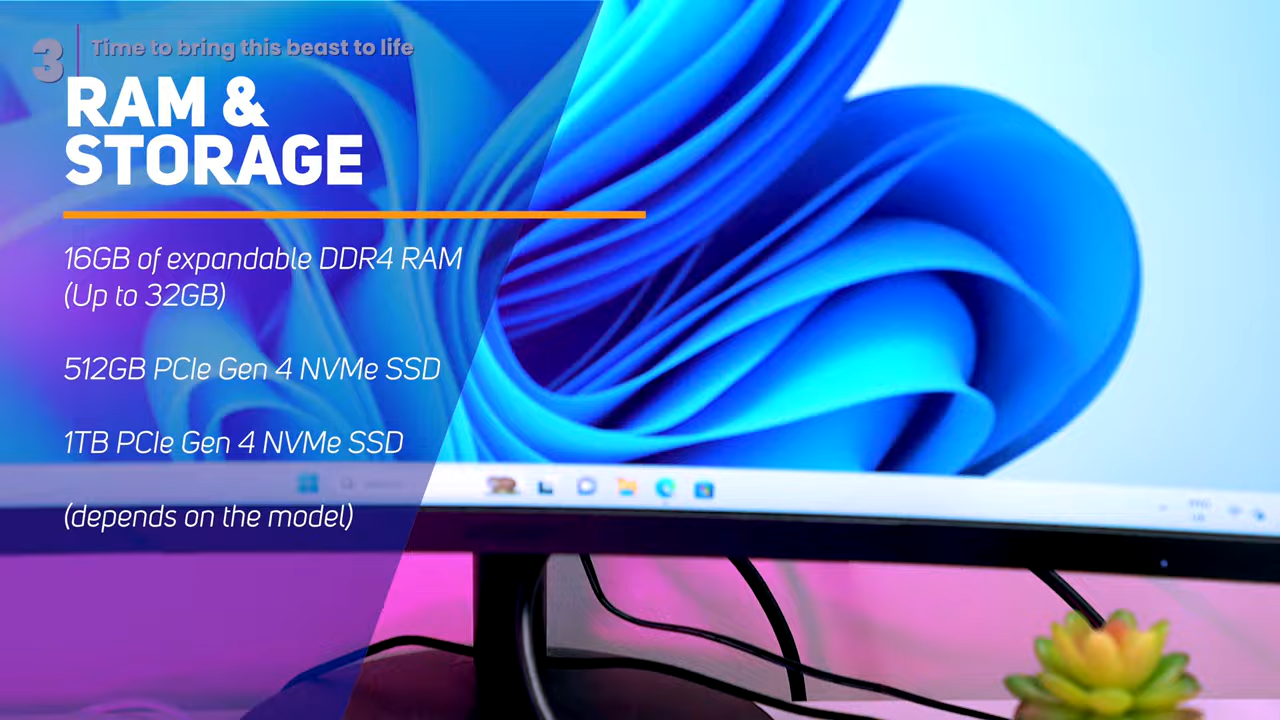 3
Time to bring this beast to life
RAM &
STORAGE
16GB of expandable DDR4 RAM
(Up to 32GB)
512GB PCIe Gen 4 NVMe SSD
1TB PCIe Gen 4 NVMe SSD
(depends on the model)